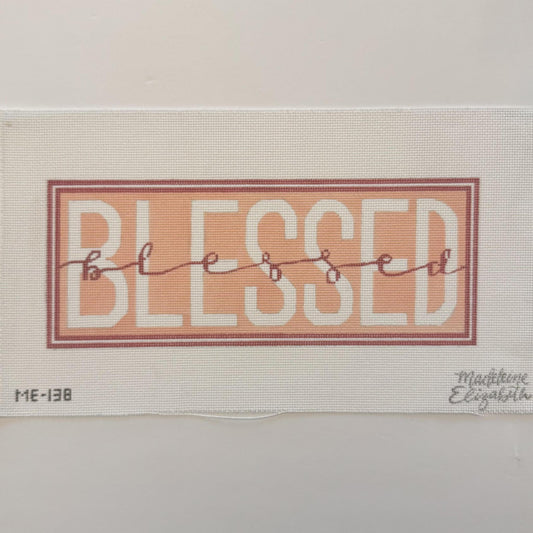 BLESSED
blessed
ME-138
Madeleine
Elizabeth